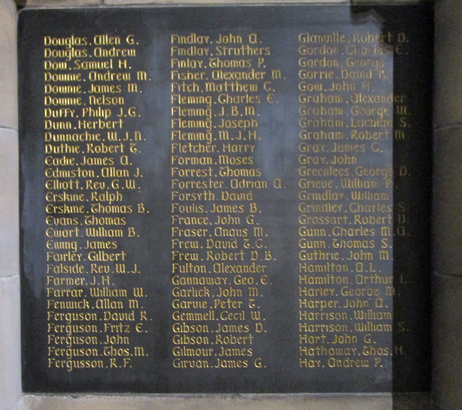 Douglas. Allen G.
Douglas. Andrew
Dow. Samuel H.
Downie. Andrew M.
Downie. James M.
Downie. Nelson
Duffy. Philip J.G.
Dunn. Herbert
Durnachie. W.J.N.
Duthie. Robert T.
Eadie. James A.
Edmiston. Allan J.
Elliott. Rev. G.W.
Erskine. Ralph
Erskine. Thomas B.
Evans. Thomas
Ewart. William B.
Ewing. James
Fairley. Gilbert
Falside. Rev. W.J.
Farmer. J.H.
Farrar. William W.
Fenwick. Allan M.
Ferguson. David R.
Ferguson. Fritz E.
Ferguson. John
Ferguson. Thos. M.
Fergusson. R.F.
Findlay. John A.
Findlay. Struthers
Finlay. Thomas P.
Fisher. Alexander M.
Fitch. Matthew G.
Fleming. Charles E.
Fleming. J.B.M.
Fleming. Joseph
Fleming. W.J.H.
Fletcher. Harry
Forman. Moses
Forrest. Thomas
Forrester. Adrian A.
Forsyth. David
Foulis. James B.
France. John G.
Fraser. Angus M.
Frew. David T.C.
Frew. Robert D.B.
Fulton. Alexander
Gannaway. Geo. E.
Garlick. John M.
Garvie. Peter T.
Gemmell. Cecil W.
Gibson. James D.
Gibson. Robert
Gilmour. James
Girvan. James G.
Glanville. Robert D.
Gordon. Charles E.
Gordon. George
Gorrie. David
Gow. John H.
Graham. Alexander
Graham. George W.
Graham. Lachlan S.
Graham. Robert M
Gray. James C.
Gray. John
Greenlees. George D.
Grieve. William P.
Grindlay. William
Grindley. Charles S.
Grossart. Robert D.
Gunn. Charles M.A.
Gunn. Thomas S.
Guthrie. John M.
Hamilton. A.L.
Hamilton. Arthur
Harley. George M.
Harper. John A.
Harrison. William
Harrison. William S.
Hart. John G.
Hathaway. Thos. H
Hay. Andrew P.